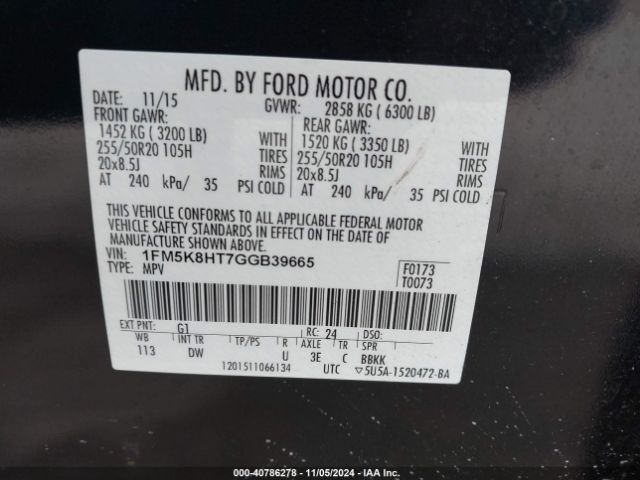 MFD. BY FORD MOTOR CO.
DATE: 11/15 GVWR: 2858 KG ( 6300 LB)
FRONT GAWR: REAR GAWR:
1452 KG ( 3200 LB) WITH 1520 KG ( 3350 LB) WITH
255/50R20 105H TIRES 255/50R20 105H TIRES
20x8.5J RIMS 20x8.5J RIMS
AT 240 kPa/ 35 PSI COLD AT 240 kPa/ 35 PSI COLD
THIS VEHICLE CONFORMS TO ALL APPLICABLE FEDERAL MOTOR
VEHICLE SAFETY STANDARDS IN EFFECT ON THE DATE OF
MANUFACTURE SHOWN ABOVE.
VIN: 1FM5K8HT7GGB39665 F0173
TYPE: MPV T0073
EXT PNT: G1 RC: 24 DSO:
WB INT TR TP/PS R AXLE TR SPR
113 DW U 3E C BBKK
1201511066134 UTC ▽5U5A-1520472-BA
000-40786278 - 11/05/2024 - IAA Inc.